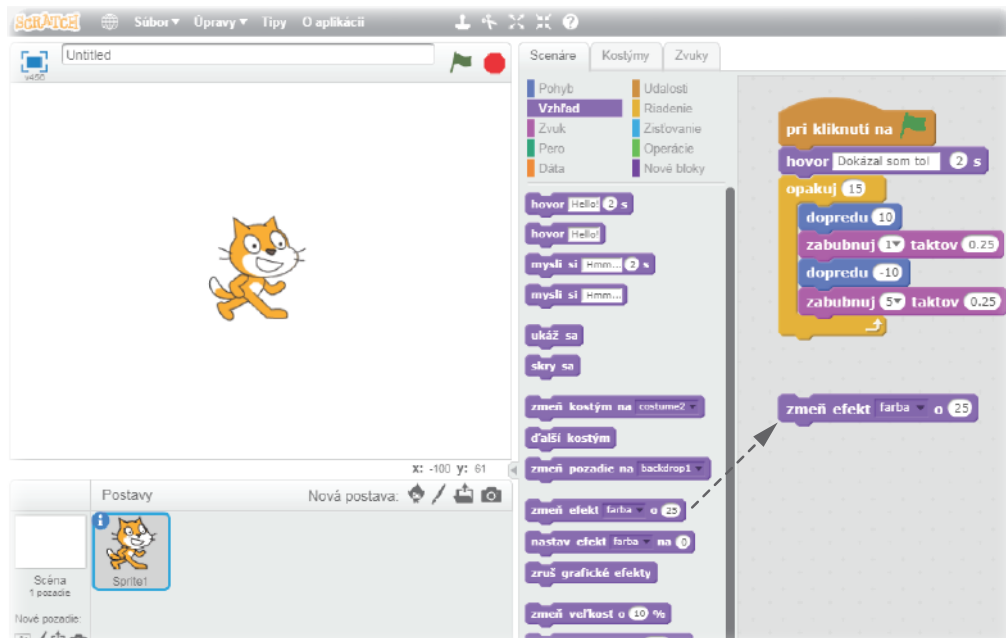 SCRATCH Súbor Úpravy Tipy O aplikácii
Untitled
v456
x: -100 y: 61
Postavy Nová postava:
Scéna
1 pozadie
Nové pozadie:
Sprite1
Scenáre Kostýmy Zvuky
Pohyb Udalosti
Vzhľad Riadenie
Zvuk Zisťovanie
Pero Operácie
Dáta Nové bloky
hovor Hello! 2 s
hovor Hello!
mysli si Hmm... 2 s
mysli si Hmm...
ukáž sa
skry sa
zmeň kostým na costume2
ďalší kostým
zmeň pozadie na backdrop1
zmeň efekt farba o 25
nastav efekt farba na 0
zruš grafické efekty
zmeň veľkost o 10 %
pri kliknutí na
hovor Dokázal som to! 2 s
opakuj 15
dopredu 10
zabubnuj 1 taktov 0.25
dopredu -10
zabubnuj 5 taktov 0.25
zmeň efekt farba o 25